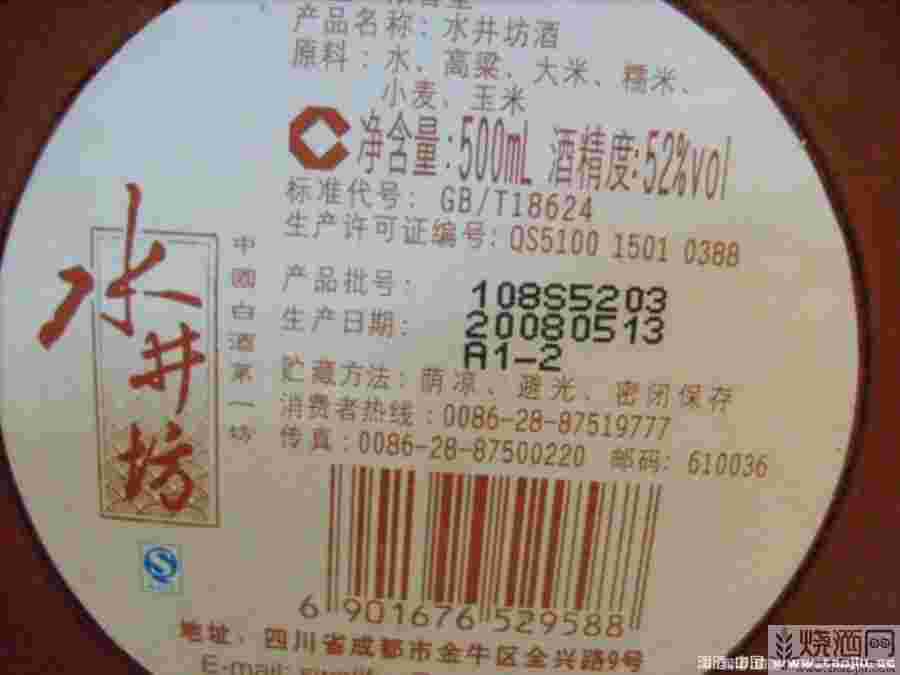 产品名称：水井坊酒
原料：水、高粱、大米、糯米、
小麦、玉米
净含量:500mL 酒精度:52%vol
标准代号: GB/T18624
生产许可证编号: QS5100 1501 0388
产品批号: 108S5203
生产日期: 20080513
A1-2
贮藏方法: 荫凉、避光、密闭保存
消费者热线:0086-28-87519777
传真:0086-28-87500220 邮码: 610036
水井坊
中國白酒第一坊
6 901676 529588
地址: 四川省成都市金牛区全兴路9号
E-mail:
烧酒网